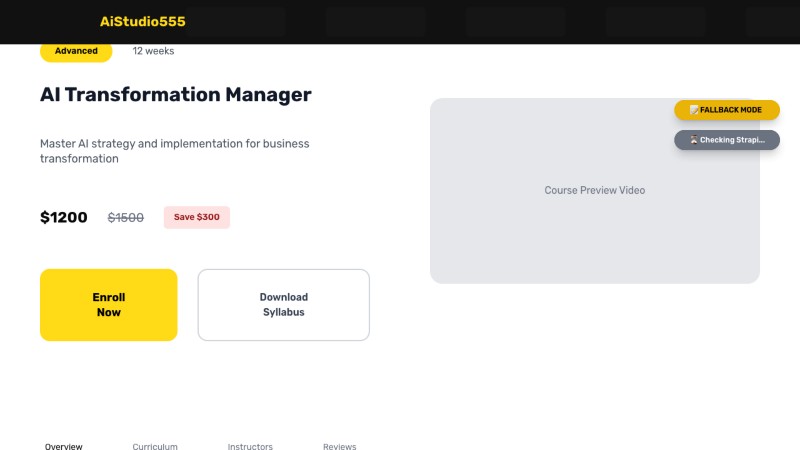 AiStudio555
Advanced
12 weeks
AI Transformation Manager
Master AI strategy and implementation for business
transformation
$1200
$1500
Save $300
Enroll
Now
Download
Syllabus
📝 FALLBACK MODE
⏳ Checking Strapi...
Course Preview Video
Overview
Curriculum
Instructors
Reviews